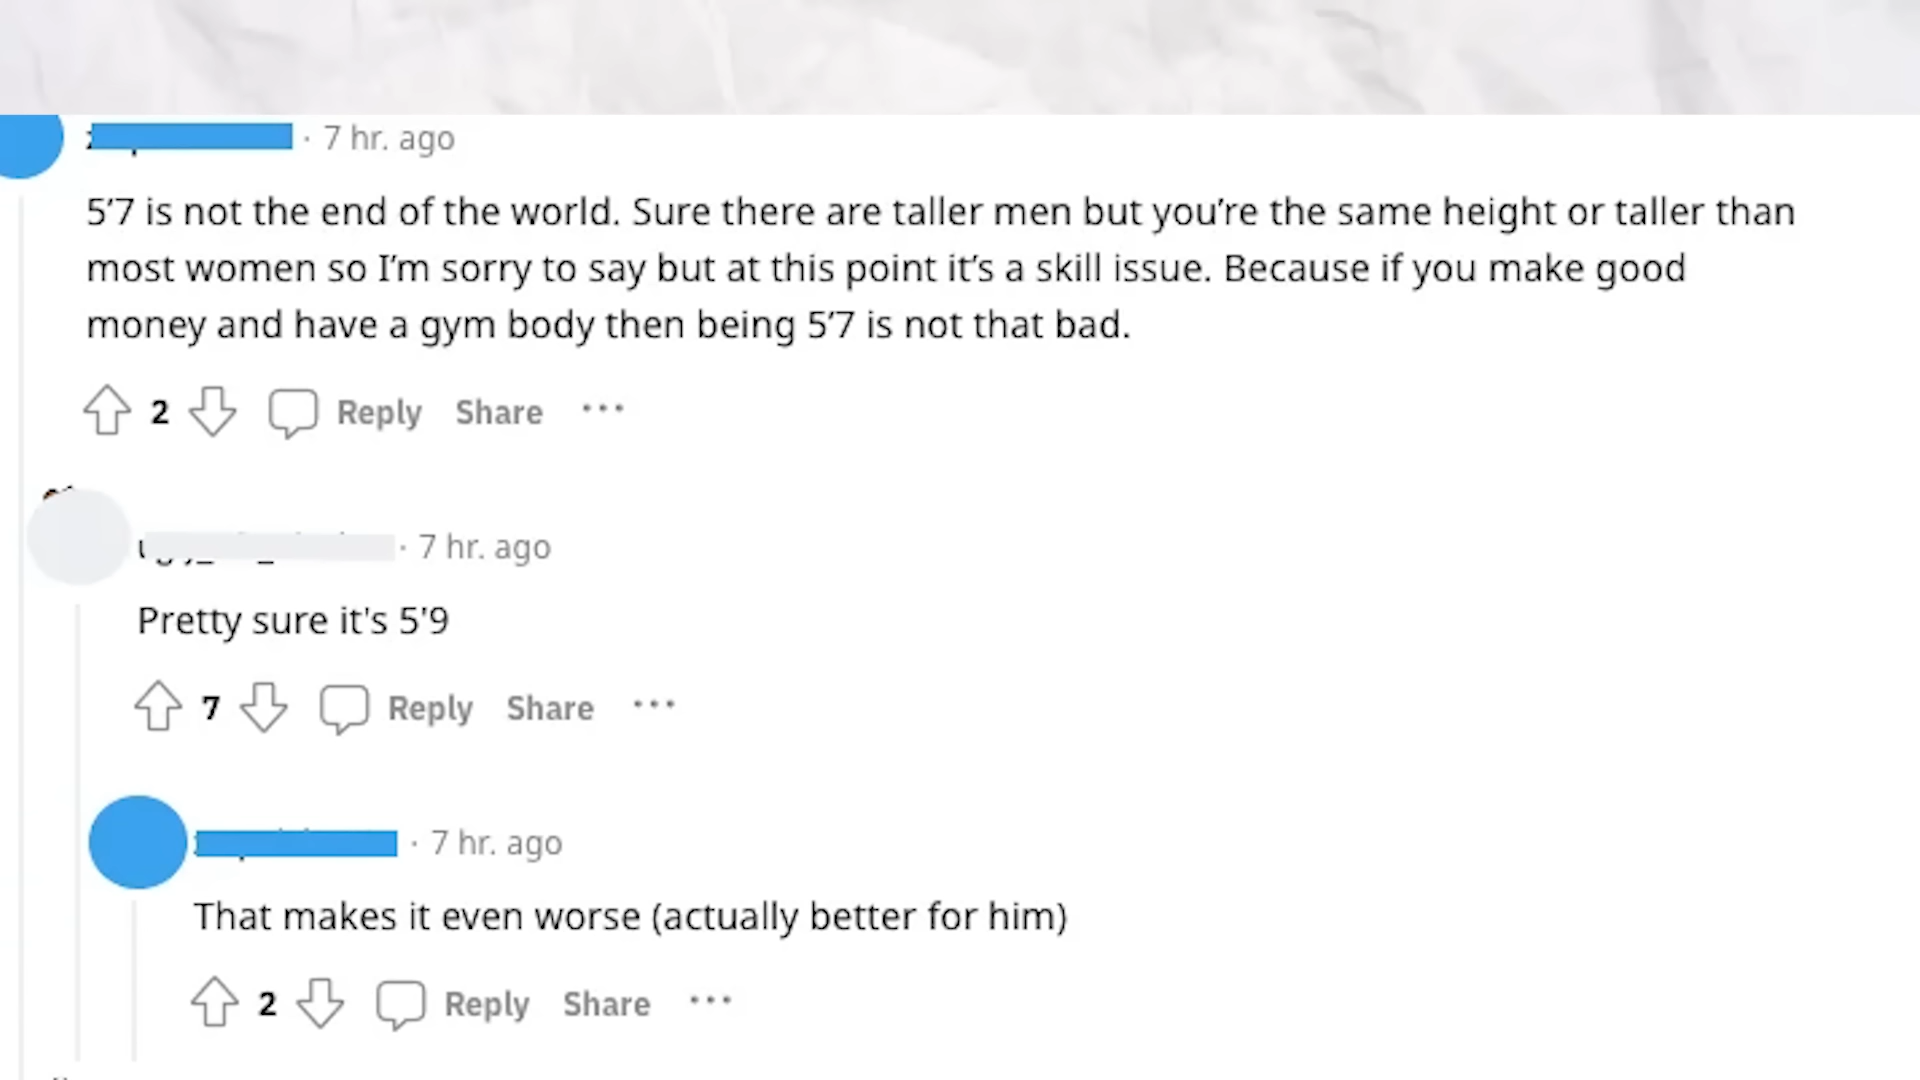 · 7 hr. ago
5’7 is not the end of the world. Sure there are taller men but you’re the same height or taller than
most women so I’m sorry to say but at this point it’s a skill issue. Because if you make good
money and have a gym body then being 5’7 is not that bad.
2 Reply Share ···
· 7 hr. ago
Pretty sure it's 5'9
7 Reply Share ···
· 7 hr. ago
That makes it even worse (actually better for him)
2 Reply Share ···